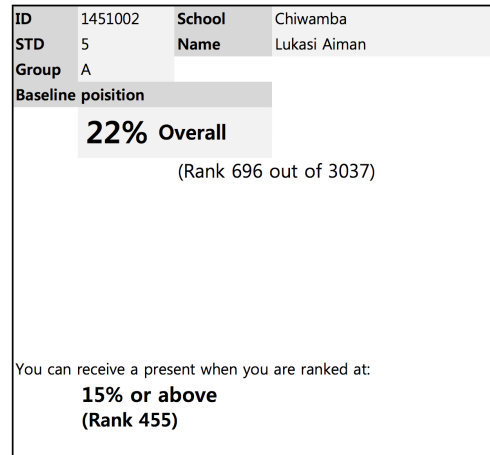 ID 1451002 School Chiwamba
STD 5 Name Lukasi Aiman
Group A
Baseline poisition
22% Overall
(Rank 696 out of 3037)
You can receive a present when you are ranked at:
15% or above
(Rank 455)